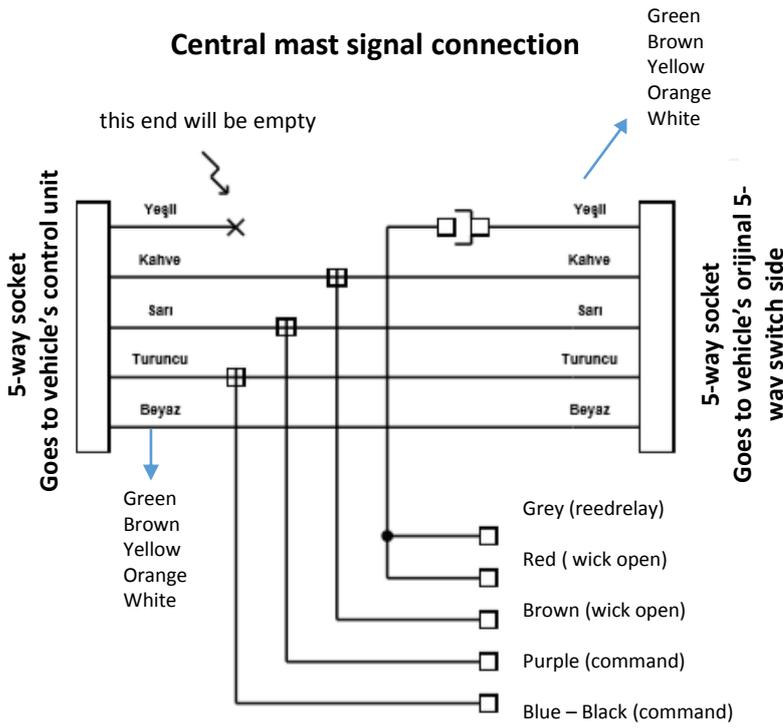 Central mast signal connection
Green
Brown
Yellow
Orange
White
this end will be empty
5-way socket
Goes to vehicle’s control unit
Yeşil
Kahve
Sarı
Turuncu
Beyaz
Yeşil
Kahve
Sarı
Turuncu
Beyaz
5-way socket
Goes to vehicle’s orijinal 5-
way switch side
Green
Brown
Yellow
Orange
White
Grey (reedrelay)
Red ( wick open)
Brown (wick open)
Purple (command)
Blue – Black (command)